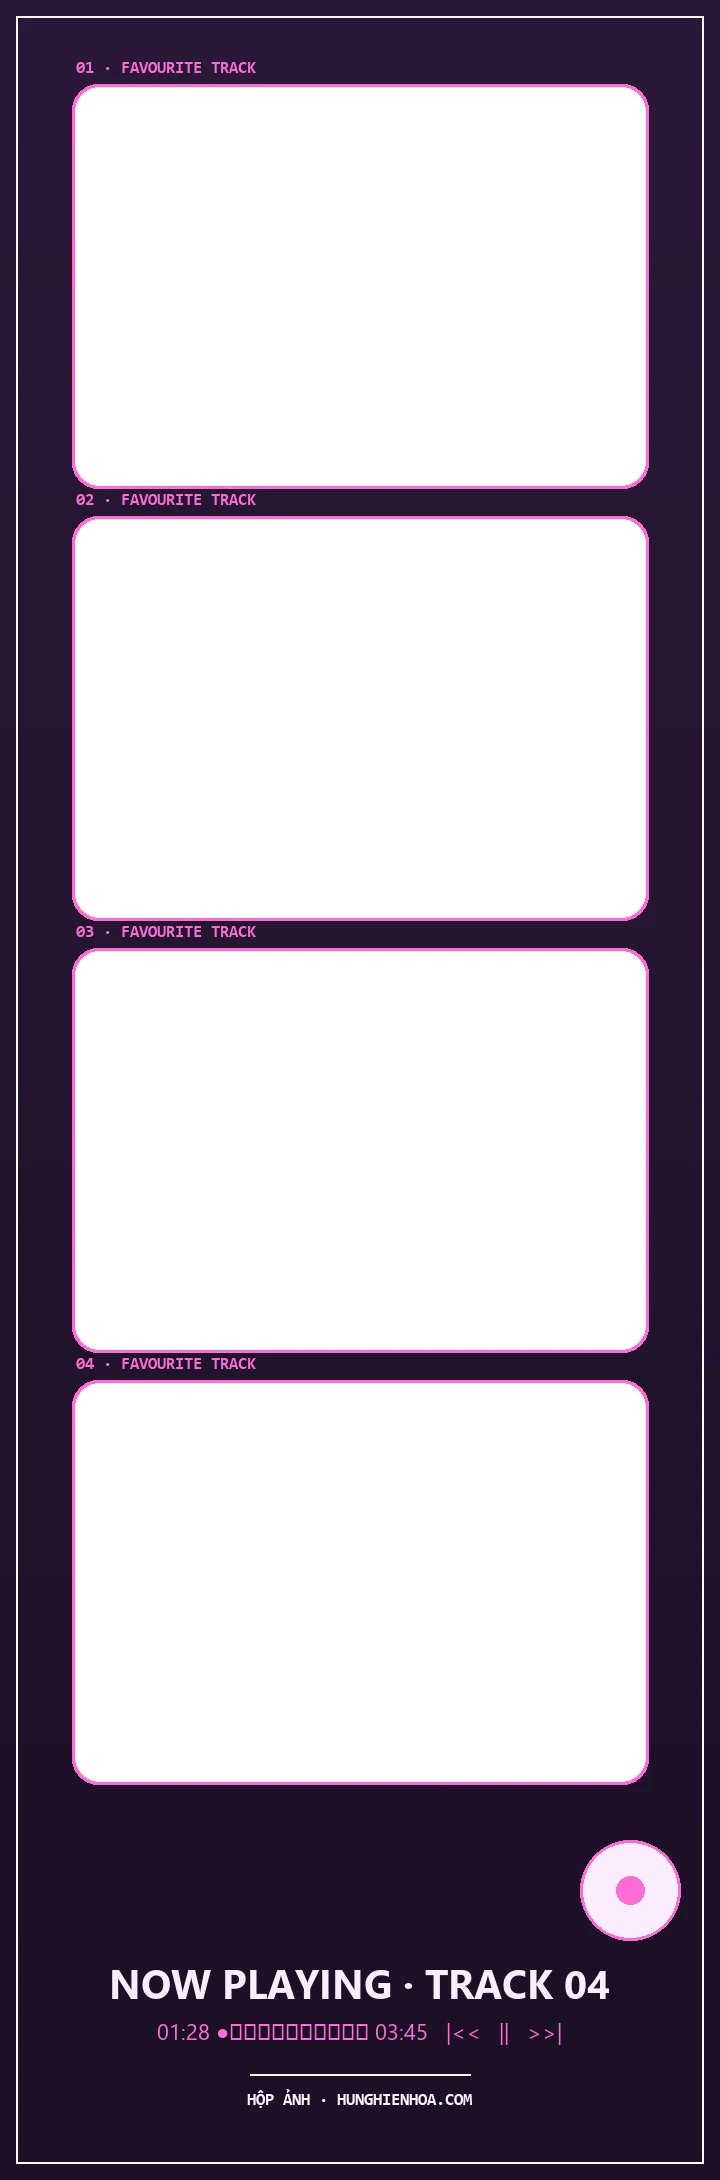 01 · FAVOURITE TRACK
02 · FAVOURITE TRACK
03 · FAVOURITE TRACK
04 · FAVOURITE TRACK
NOW PLAYING · TRACK 04
01:28 ●□□□□□□□□□□ 03:45 |<< || >>|
HỘP ẢNH · HUNGHIENHOA.COM